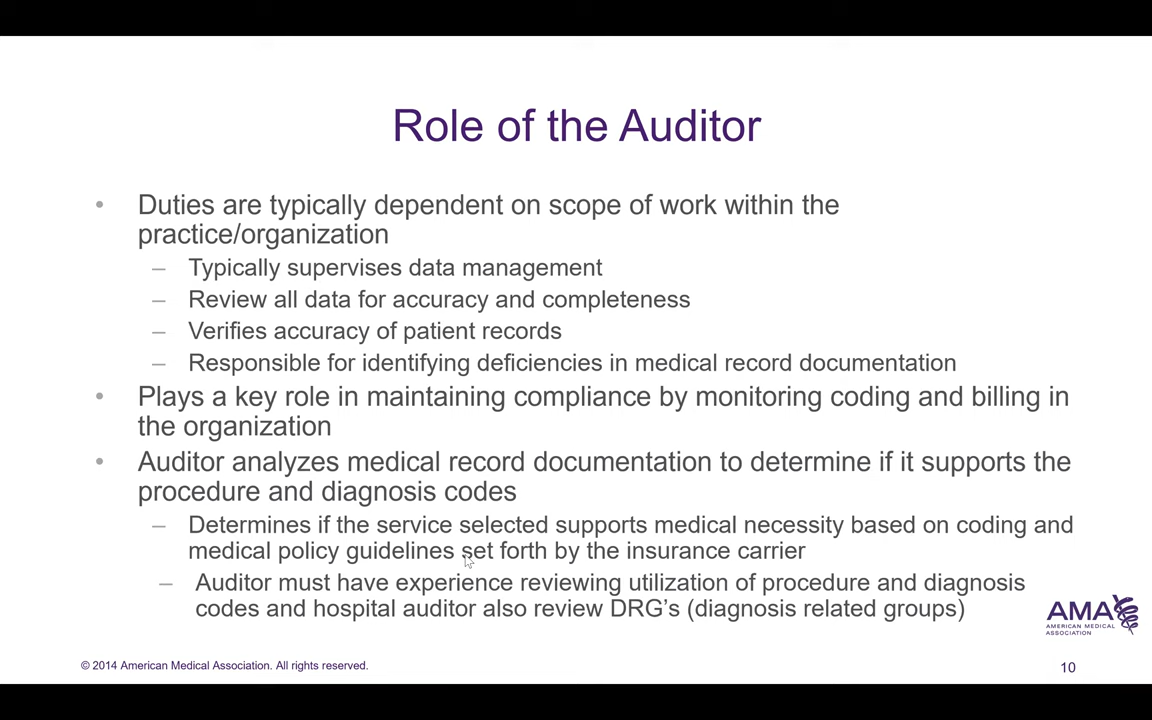 Role of the Auditor
• Duties are typically dependent on scope of work within the
practice/organization
– Typically supervises data management
– Review all data for accuracy and completeness
– Verifies accuracy of patient records
– Responsible for identifying deficiencies in medical record documentation
• Plays a key role in maintaining compliance by monitoring coding and billing in
the organization
• Auditor analyzes medical record documentation to determine if it supports the
procedure and diagnosis codes
– Determines if the service selected supports medical necessity based on coding and
medical policy guidelines set forth by the insurance carrier
– Auditor must have experience reviewing utilization of procedure and diagnosis
codes and hospital auditor also review DRG's (diagnosis related groups)
AMA
AMERICAN MEDICAL
ASSOCIATION
© 2014 American Medical Association. All rights reserved.
10